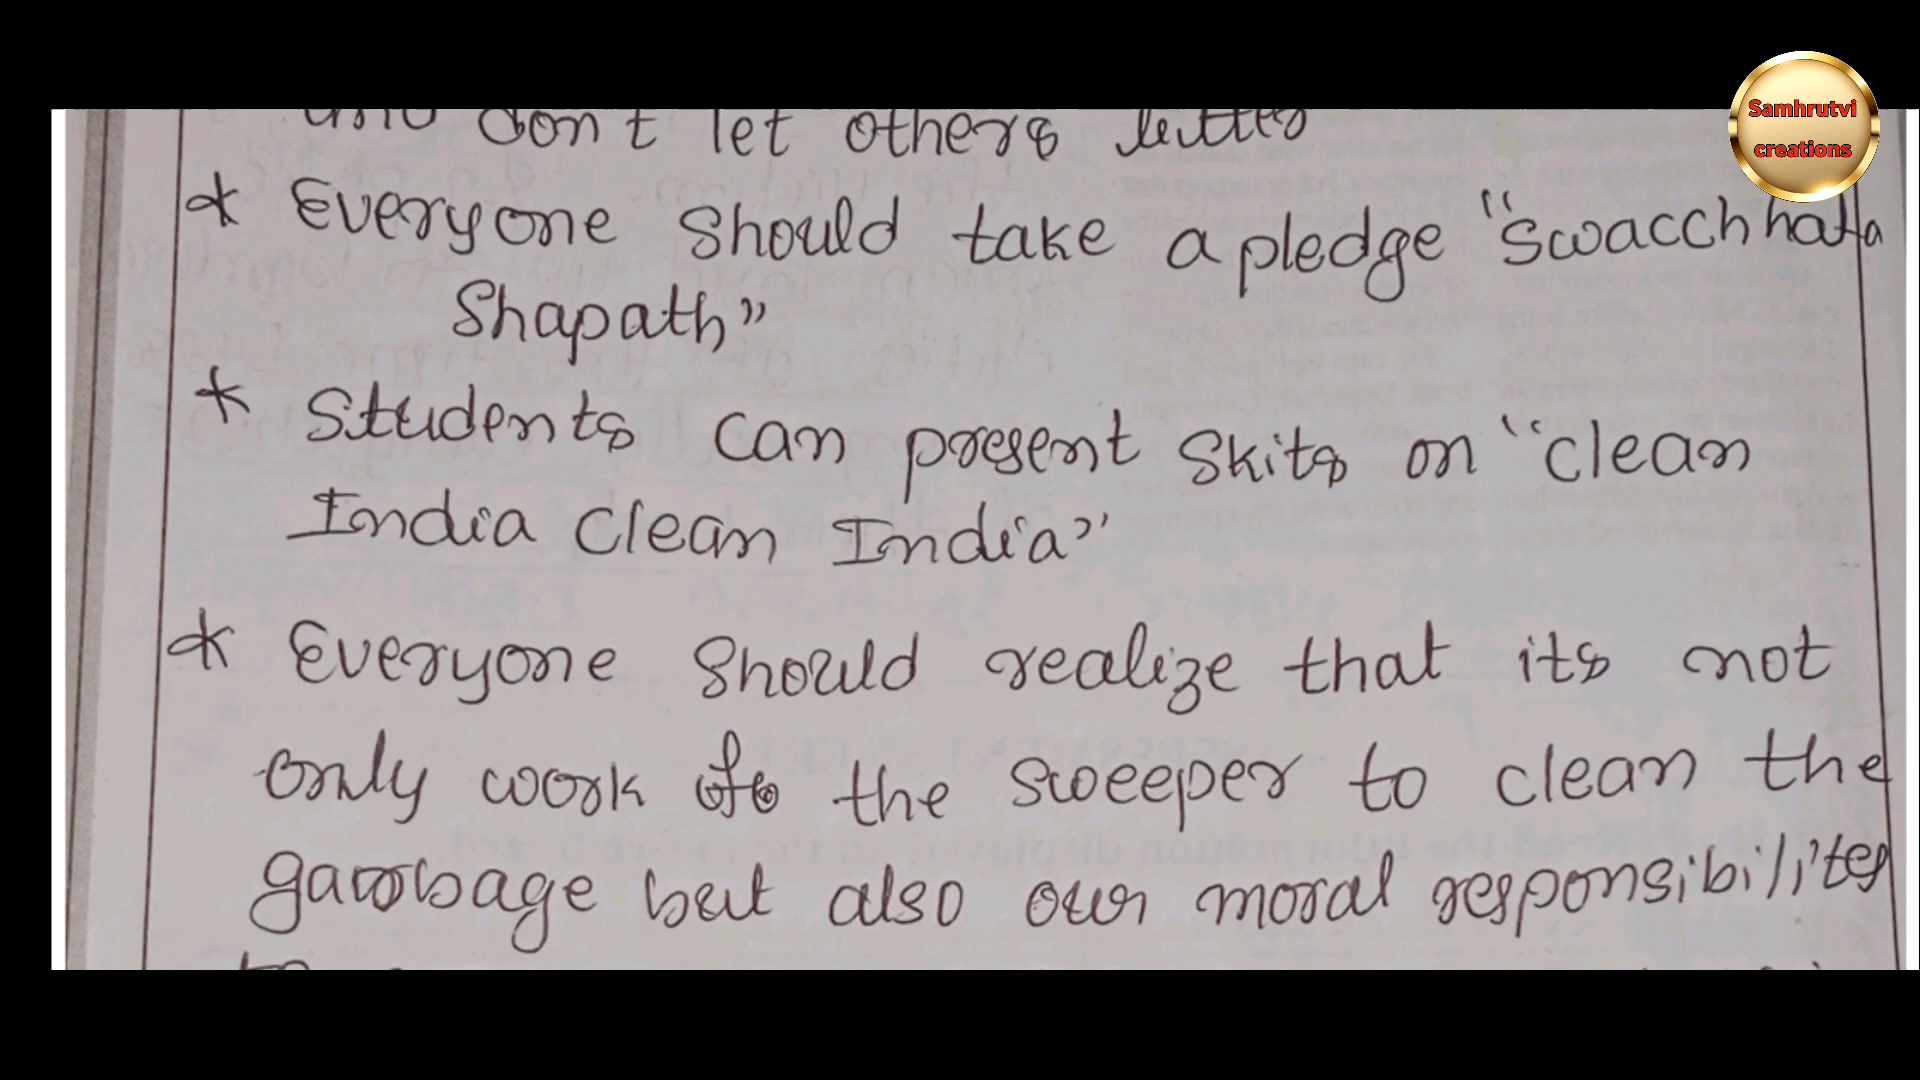 and don't let others litter
* Everyone should take a pledge "Swacchhata
Shapath"
* Students can present skits on "clean
India Clean India"
* Everyone should realize that its not
only work of the sweeper to clean the
garbage but also our moral responsibilites
Samhrutvi
creations